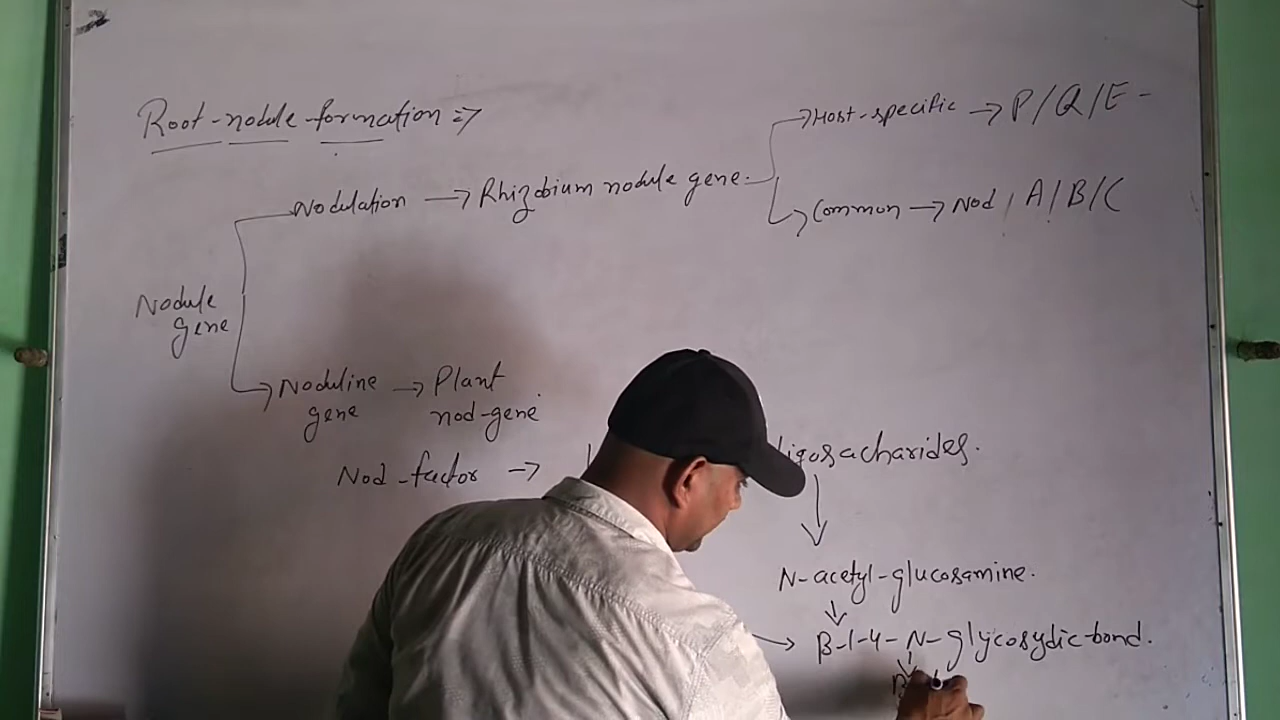 Root-nodule formation =>
Host-specific → P/Q/E -
Nodulation → Rhizobium nodule gene.
Common → Nod / A/B/C
Nodule
gene
Noduline → Plant
gene nod-gene
Nod-factor →
ligosacharides.
N-acetyl-glucosamine.
→ B-1-4-N-glycosydic bond.